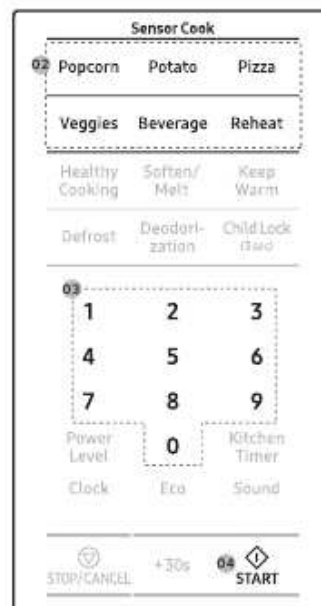 Sensor Cook
02 Popcorn Potato Pizza
Veggies Beverage Reheat
Healthy Soften/ Keep
Cooking Melt Warm
Defrost Deodori- Child Lock
zation (3 sec)
03
1 2 3
4 5 6
7 8 9
Power 0 Kitchen
Level Timer
Clock Eco Sound
+30s 04
STOP/CANCEL START